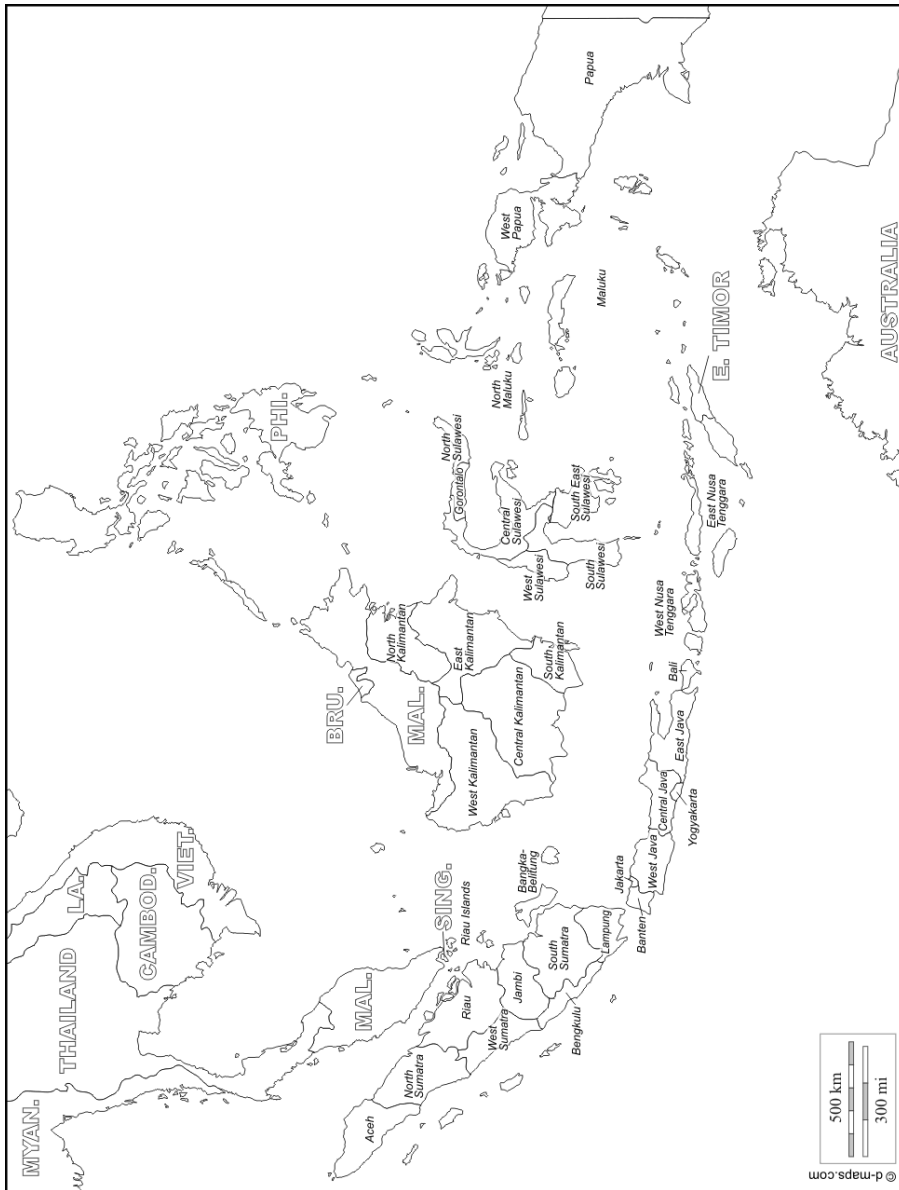 MYAN.
THAILAND
LA.
CAMBOD.
VIET.
PHI.
MAL.
SING.
BRU.
MAL.
Aceh
North
Sumatra
Riau
Riau Islands
West
Sumatra
Jambi
Bengkulu
South
Sumatra
Bangka-
Belitung
Lampung
Banten
Jakarta
West Java
Central Java
Yogyakarta
East Java
Bali
West Nusa
Tenggara
East Nusa
Tenggara
West Kalimantan
Central Kalimantan
North
Kalimantan
East
Kalimantan
South
Kalimantan
West
Sulawesi
South
Sulawesi
Central
Sulawesi
South East
Sulawesi
Gorontalo
North
Sulawesi
North
Maluku
Maluku
West
Papua
Papua
E. TIMOR
AUSTRALIA
500 km
300 mi
© d-maps.com